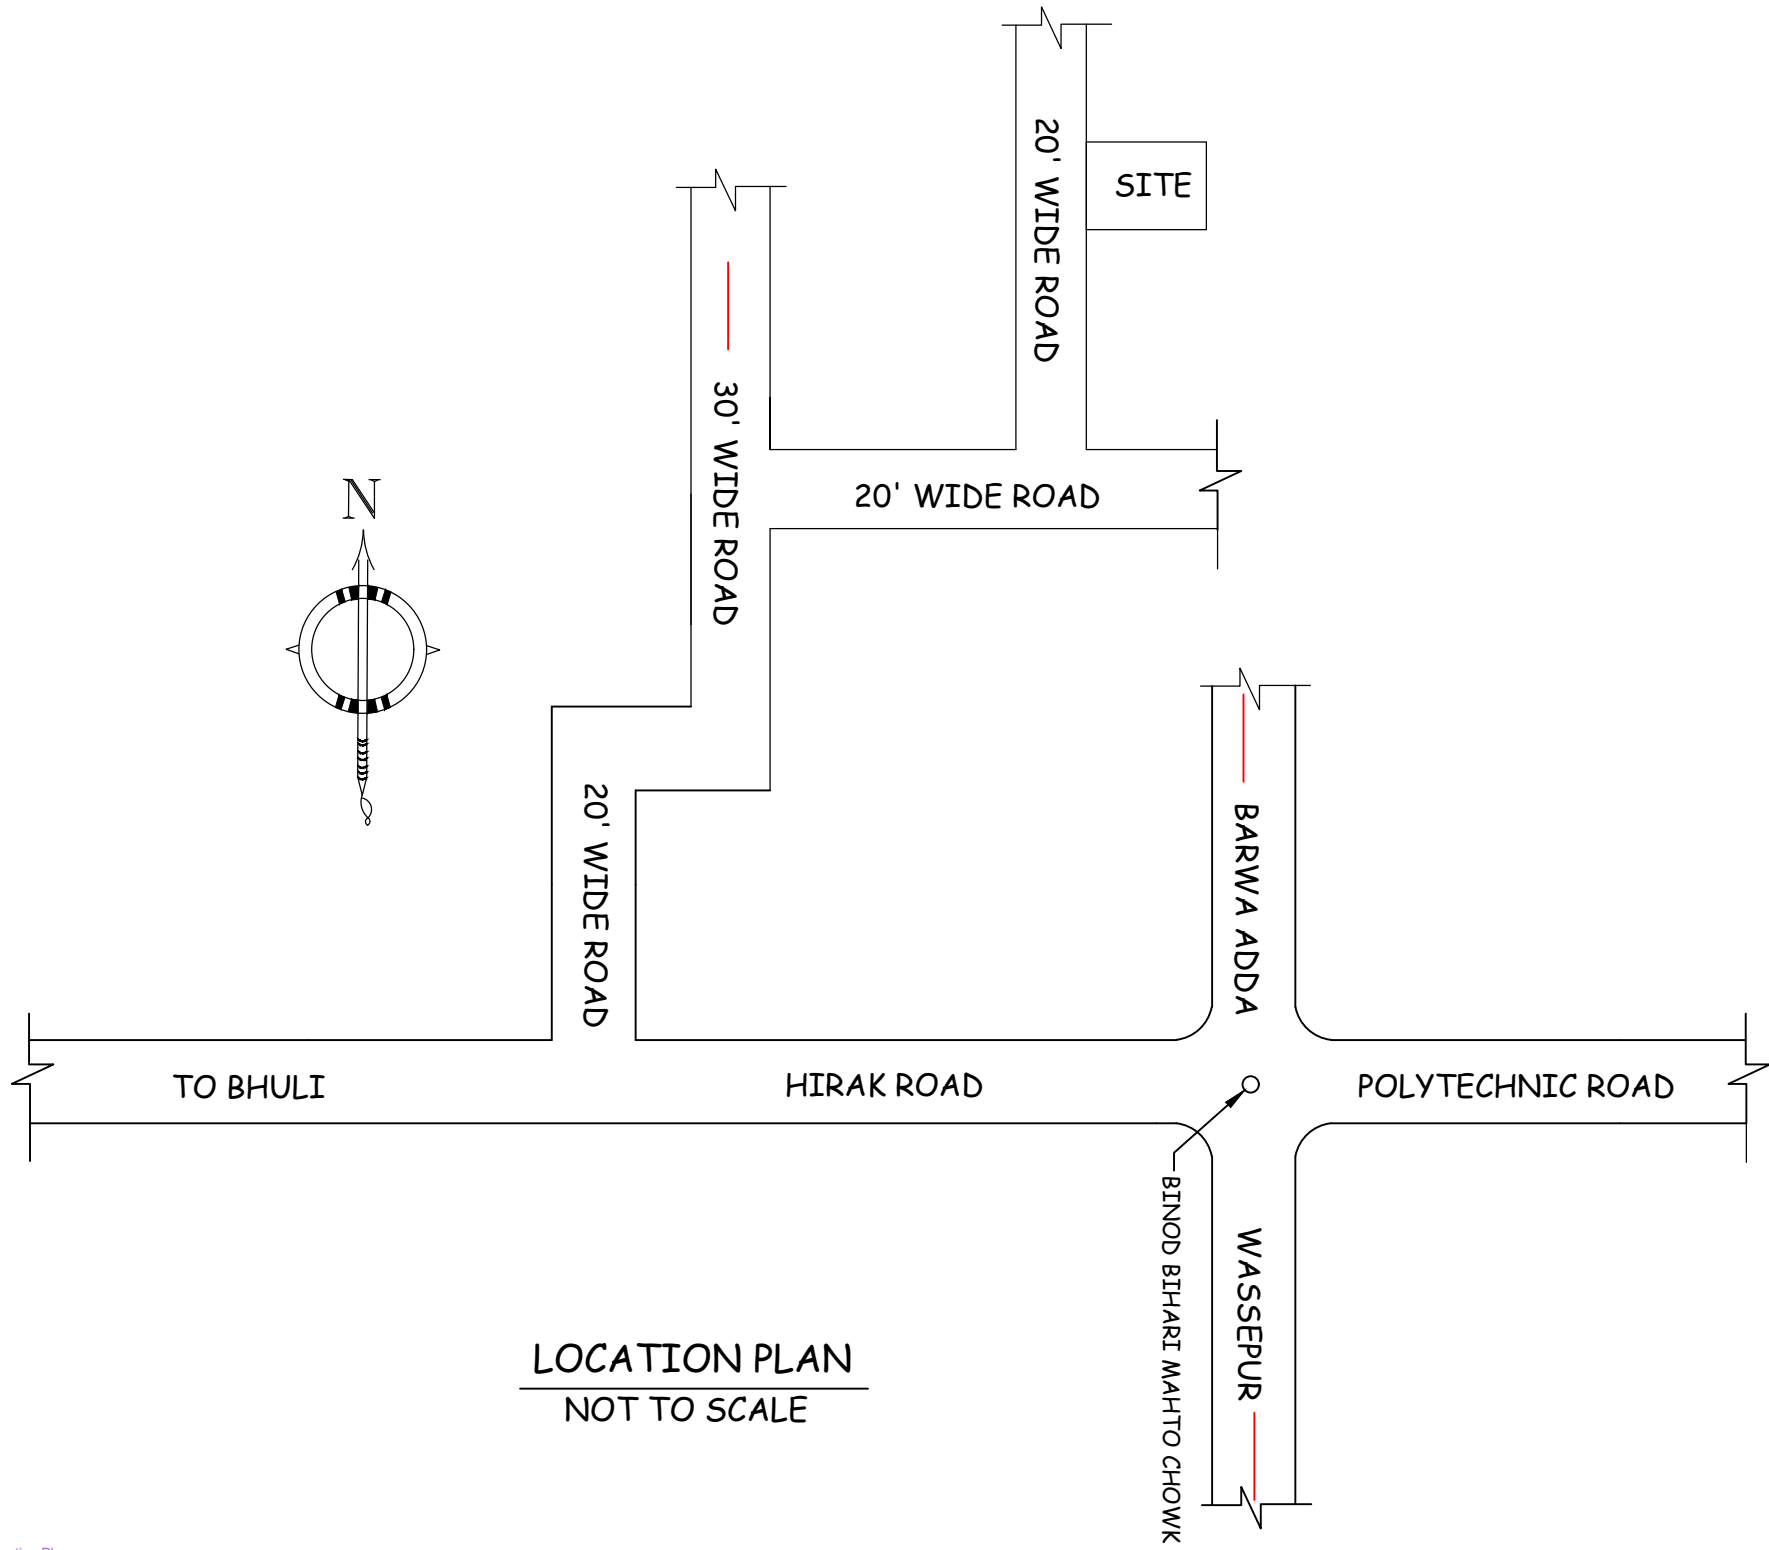 20' WIDE ROAD
SITE
30' WIDE ROAD
20' WIDE ROAD
N
20' WIDE ROAD
BARWA ADDA
TO BHULI
HIRAK ROAD
POLYTECHNIC ROAD
BINOD BIHARI MAHTO CHOWK
WASSEPUR
LOCATION PLAN
NOT TO SCALE